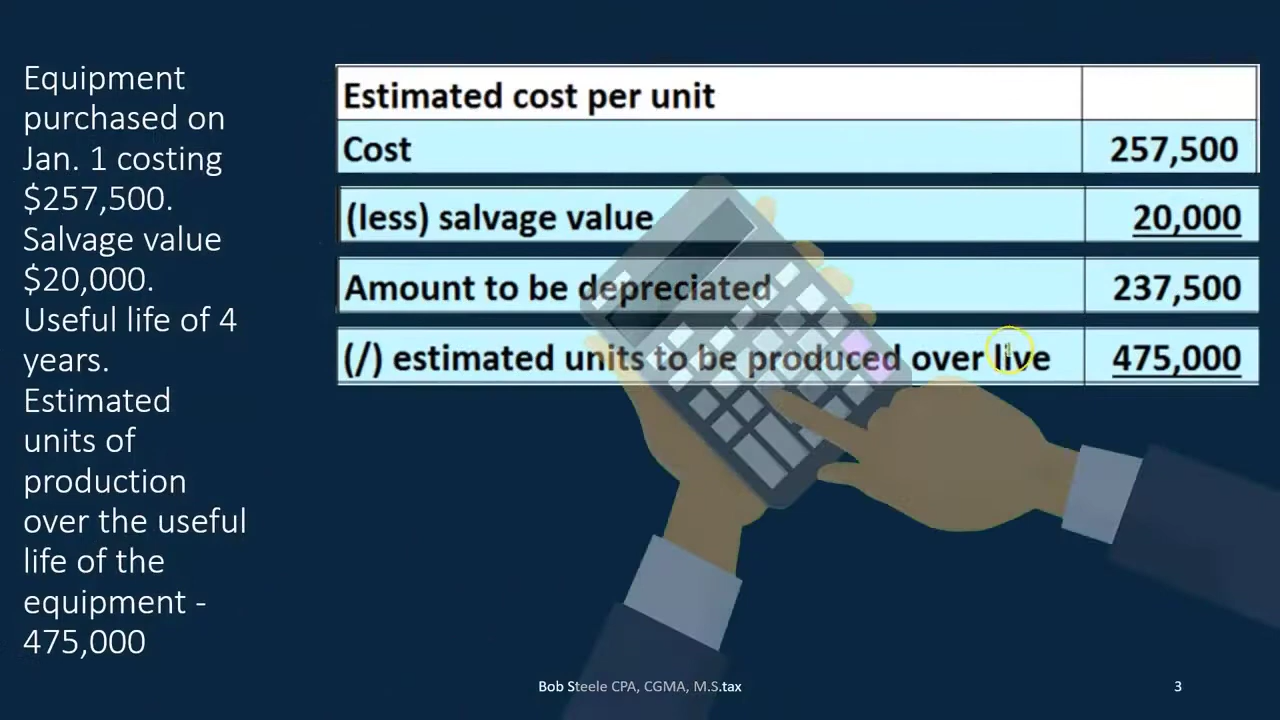 Equipment
purchased on
Jan. 1 costing
$257,500.
Salvage value
$20,000.
Useful life of 4
years.
Estimated
units of
production
over the useful
life of the
equipment -
475,000
Estimated cost per unit
Cost 257,500
(less) salvage value 20,000
Amount to be depreciated 237,500
(/) estimated units to be produced over live 475,000
Bob Steele CPA, CGMA, M.S.tax 3